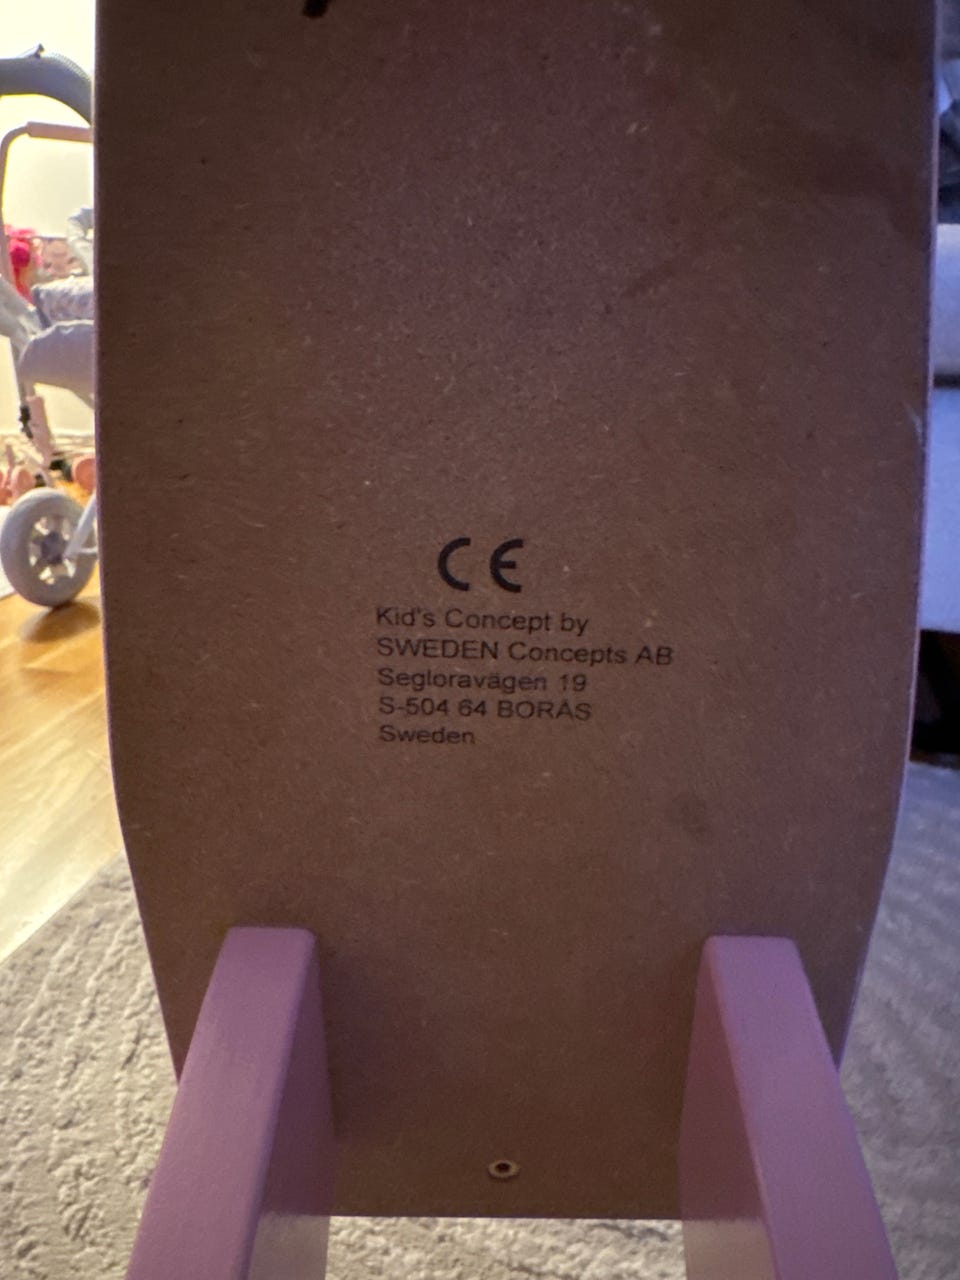 CE
Kid's Concept by
SWEDEN Concepts AB
Segloravägen 19
S-504 64 BORÅS
Sweden